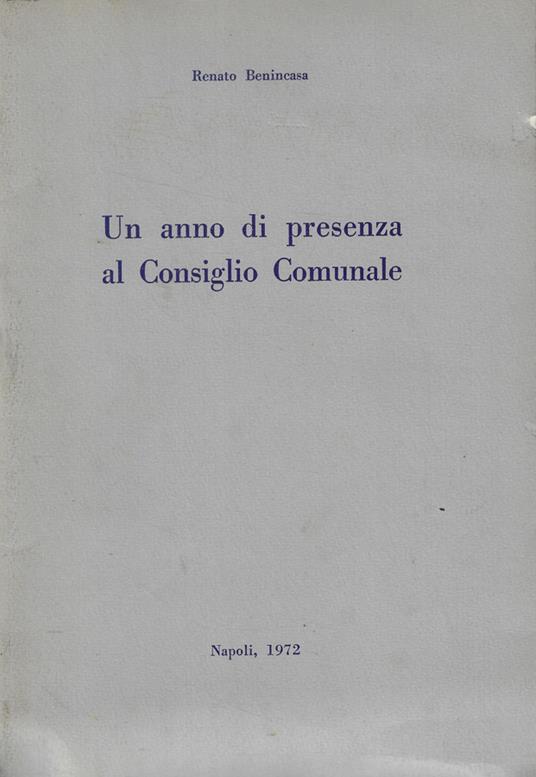 Renato Benincasa
Un anno di presenza
al Consiglio Comunale
Napoli, 1972